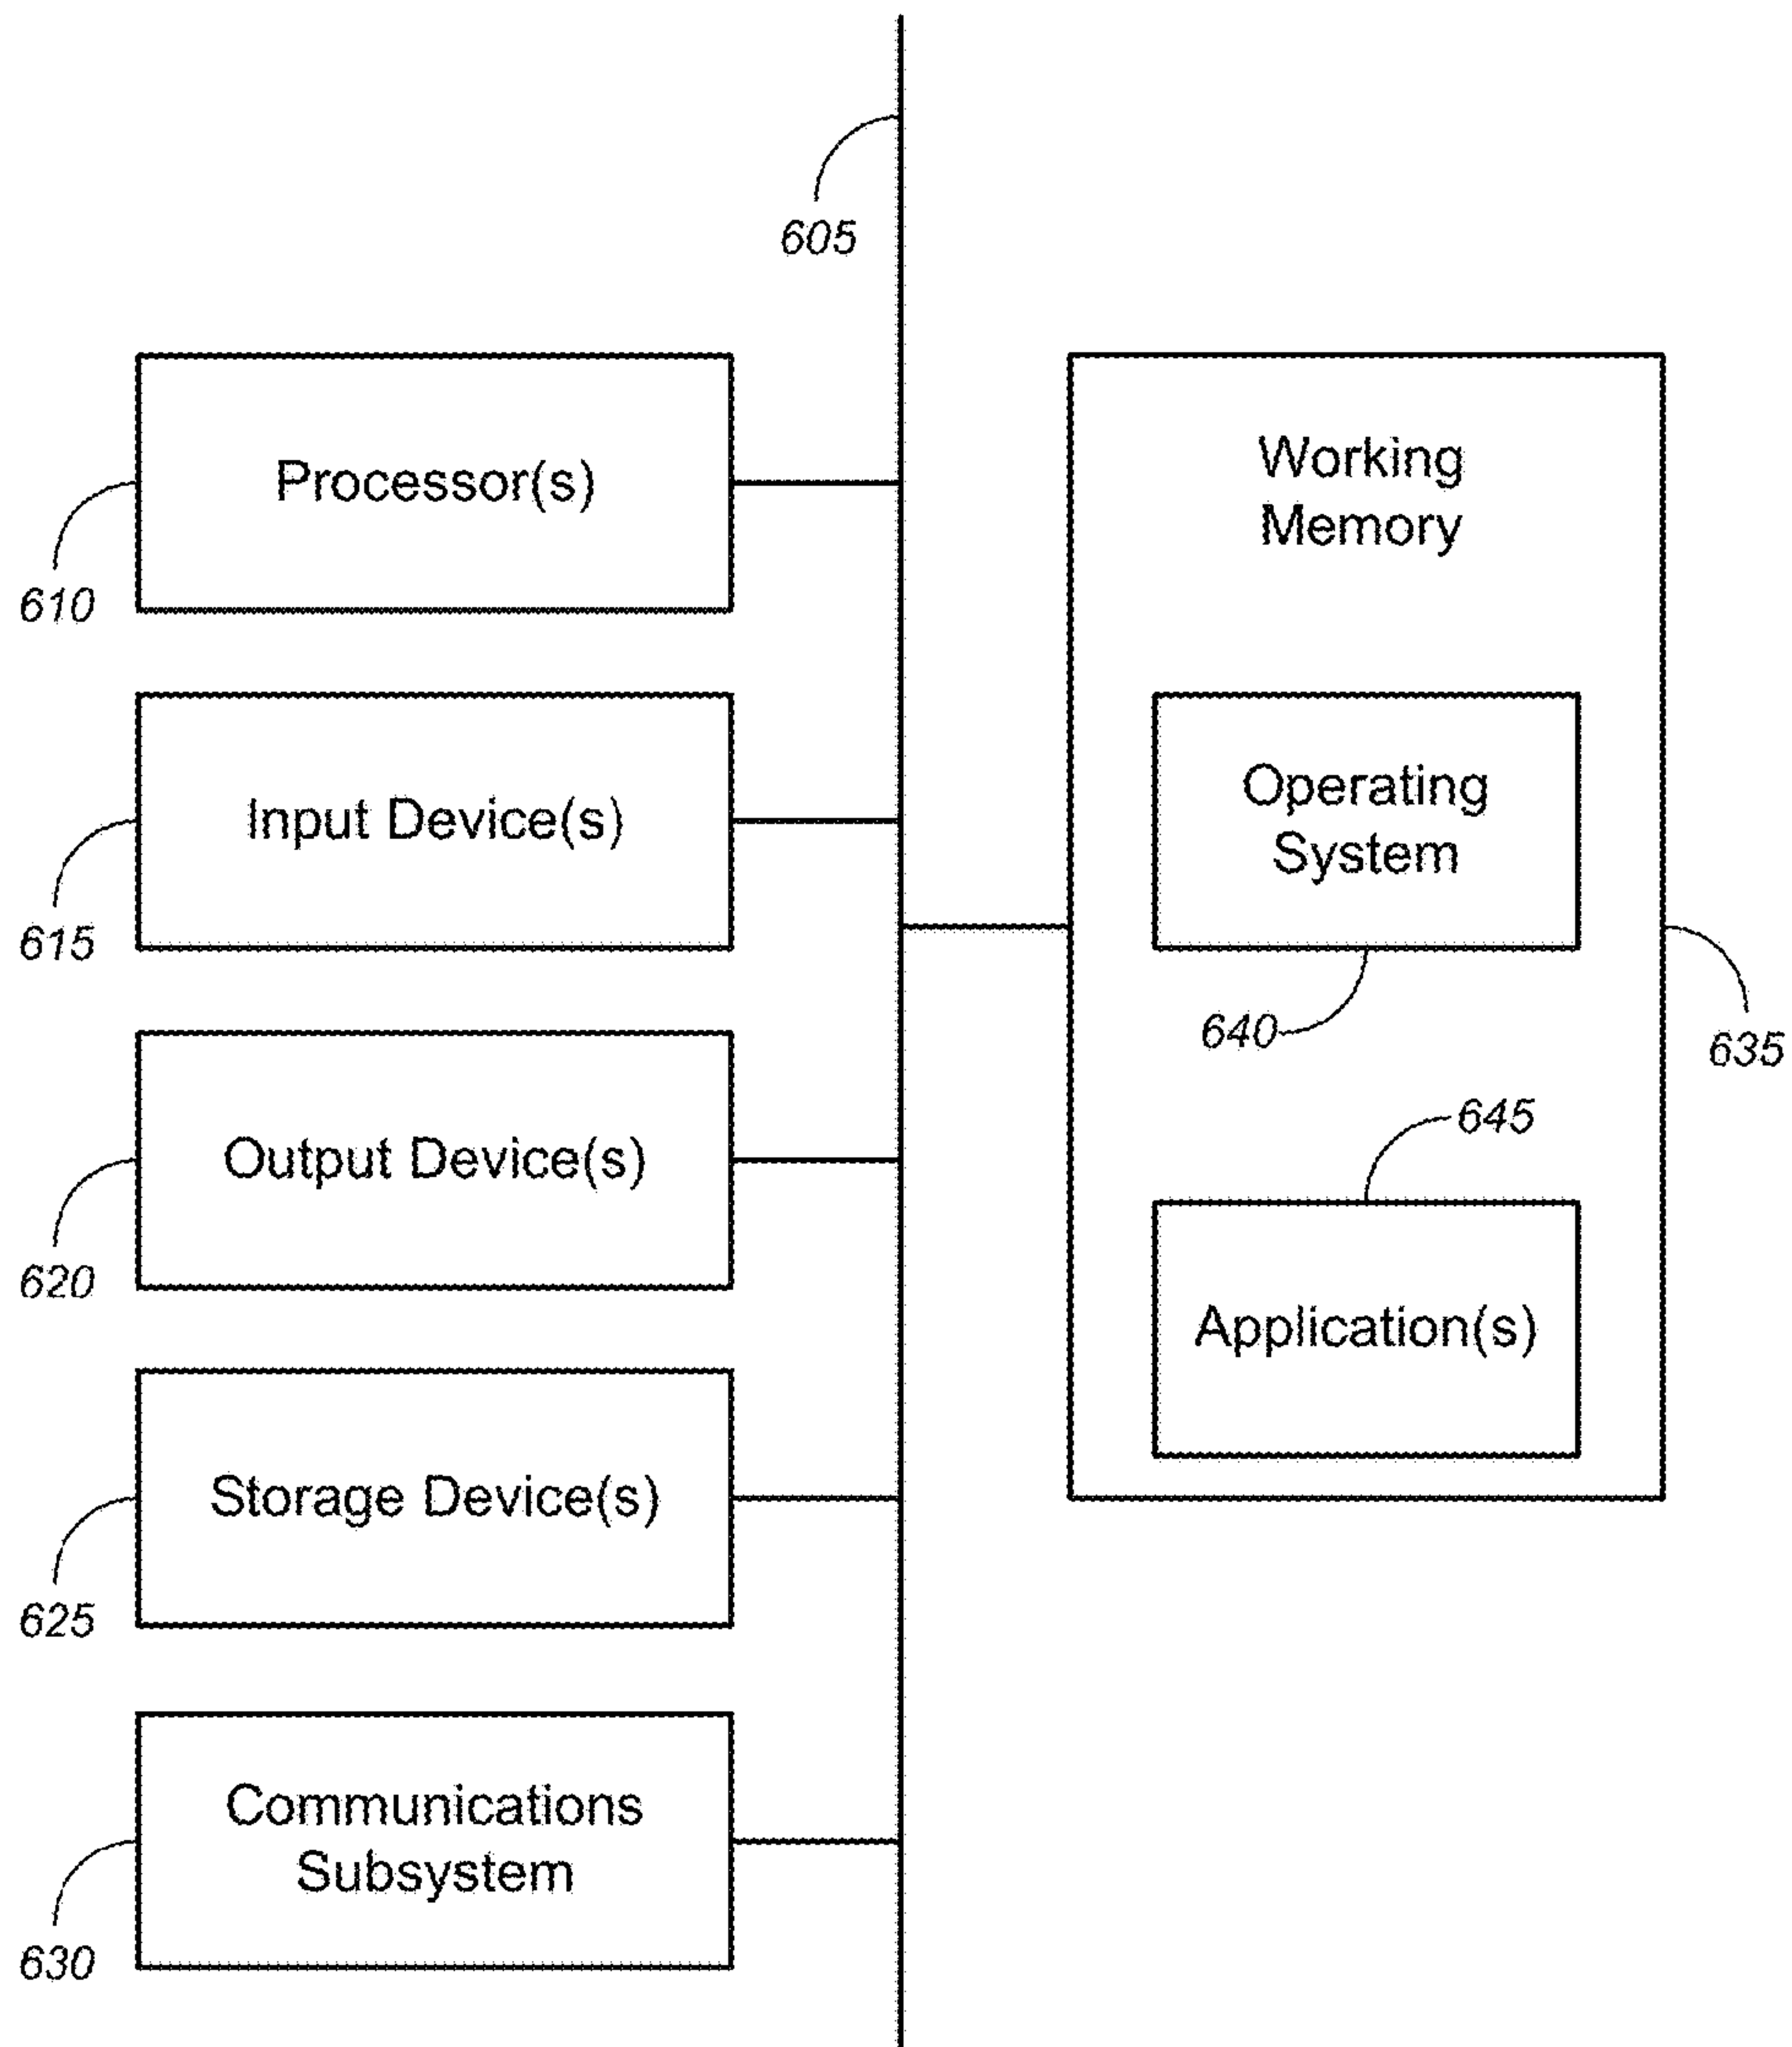 605
Processor(s)
610
Input Device(s)
615
Output Device(s)
620
Storage Device(s)
625
Communications
Subsystem
630
Working
Memory
Operating
System
640
635
645
Application(s)